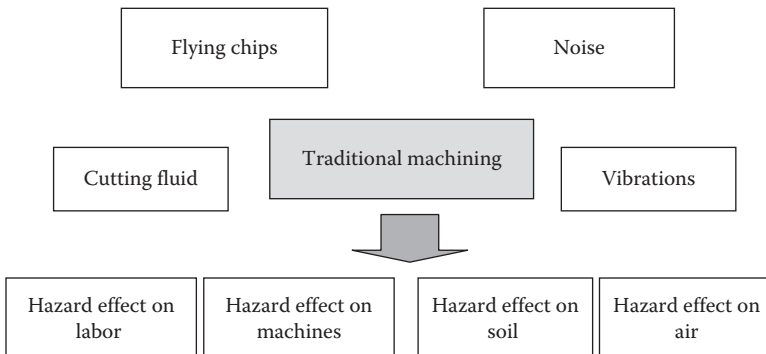 Flying chips
Noise
Traditional machining
Cutting fluid
Vibrations
Hazard effect on
labor
Hazard effect on
machines
Hazard effect on
soil
Hazard effect on
air